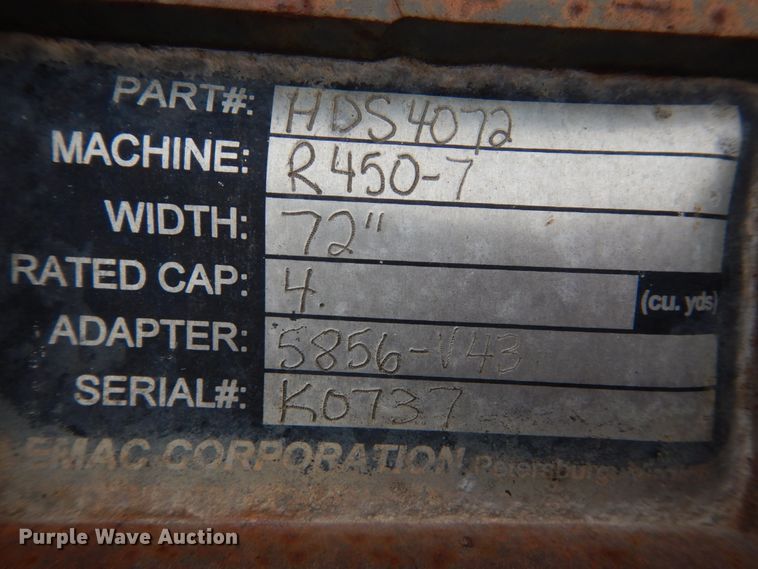 PART#: HDS4072
MACHINE: R450-7
WIDTH: 72"
RATED CAP: 4. (cu. yds)
ADAPTER: 5856-V43
SERIAL#: K0737
EMAC CORPORATION Petersburg,
Purple Wave Auction